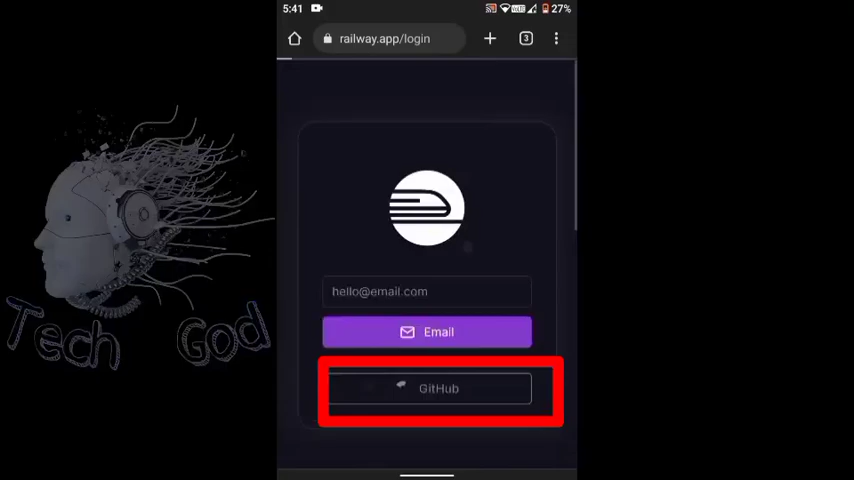 5:41
27%
railway.app/login
3
hello@email.com
Email
GitHub
Tech God